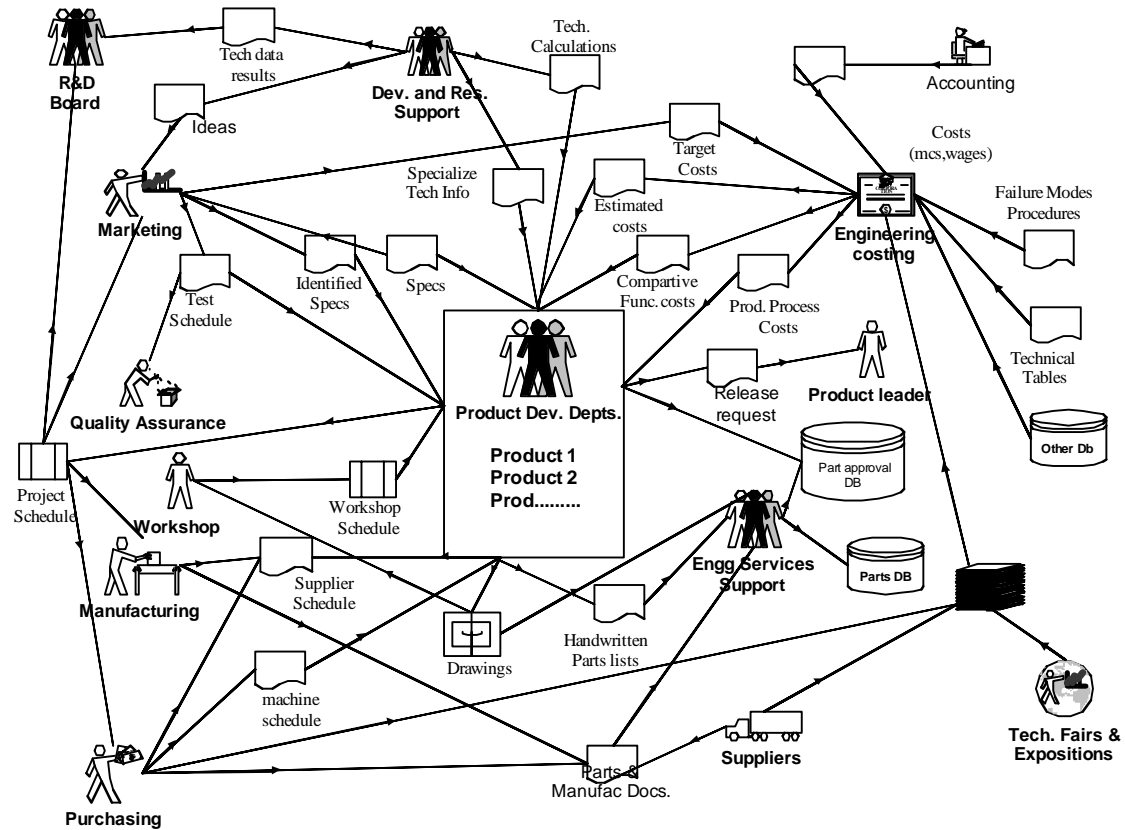 Tech.
Calculations
Tech data
results
R&D
Board
Dev. and Res.
Support
Accounting
Ideas
Target
Costs
Costs
(mcs,wages)
Specialize
Tech Info
Estimated
costs
Failure Modes
Procedures
Marketing
Engineering
costing
Identified
Specs
Specs
Compartive
Func. costs
Prod. Process
Costs
Test
Schedule
Technical
Tables
Release
request
Product leader
Quality Assurance
Product Dev. Depts.
Product 1
Product 2
Prod.........
Other Db
Part approval
DB
Project
Schedule
Workshop
Workshop
Schedule
Engg Services
Support
Parts DB
Manufacturing
Supplier
Schedule
Drawings
Handwritten
Parts lists
machine
schedule
Suppliers
Tech. Fairs &
Expositions
Parts &
Manufac Docs.
Purchasing